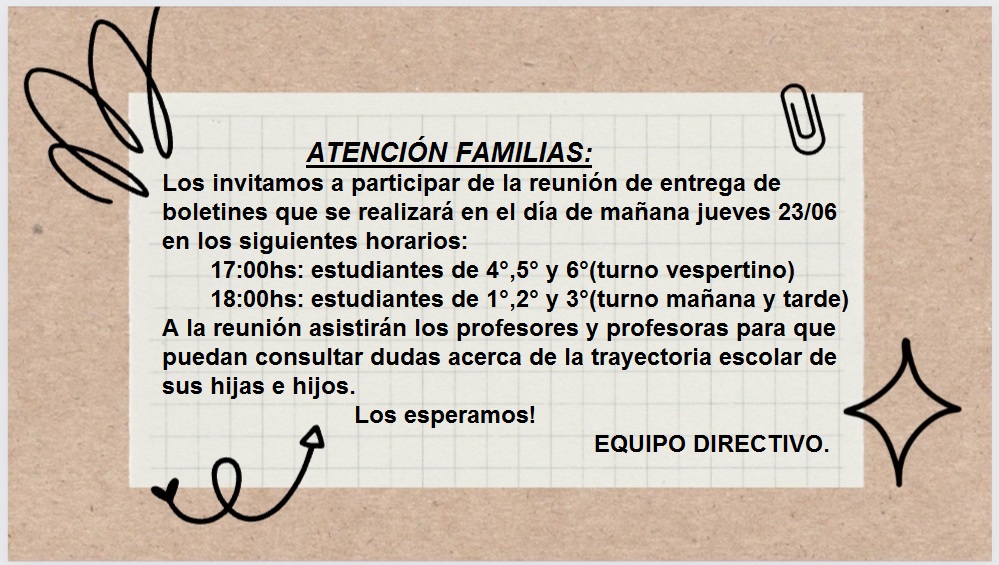 ATENCIÓN FAMILIAS:
Los invitamos a participar de la reunión de entrega de
boletines que se realizará en el día de mañana jueves 23/06
en los siguientes horarios:
17:00hs: estudiantes de 4°,5° y 6°(turno vespertino)
18:00hs: estudiantes de 1°,2° y 3°(turno mañana y tarde)
A la reunión asistirán los profesores y profesoras para que
puedan consultar dudas acerca de la trayectoria escolar de
sus hijas e hijos.
Los esperamos!
EQUIPO DIRECTIVO.